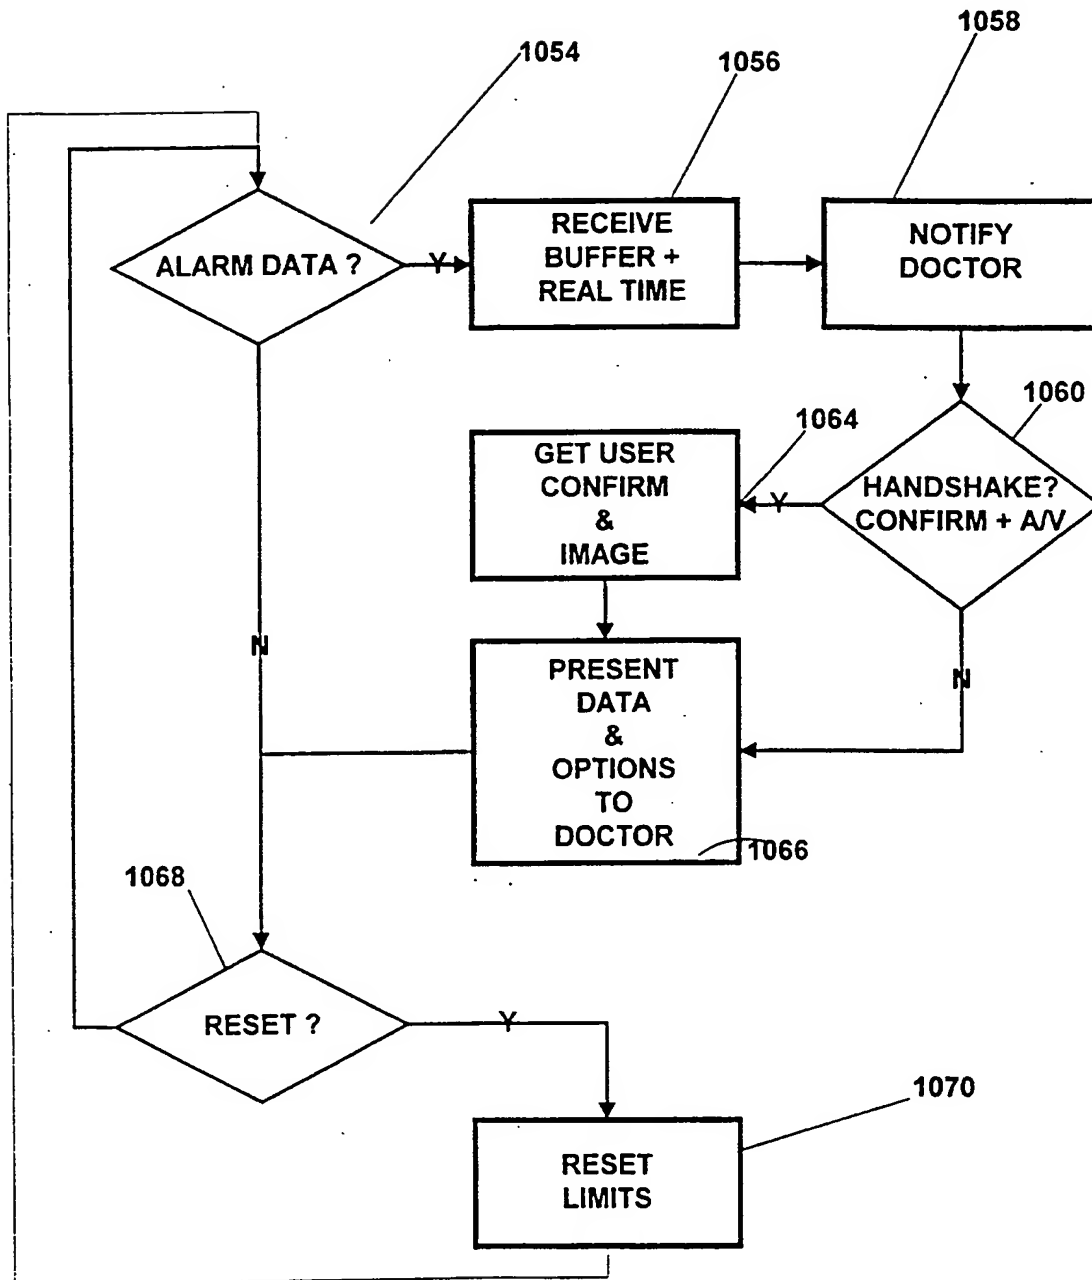 1054
1056
1058
ALARM DATA ?
Y
RECEIVE
BUFFER +
REAL TIME
NOTIFY
DOCTOR
1060
1064
GET USER
CONFIRM
&
IMAGE
Y
HANDSHAKE?
CONFIRM + A/V
N
N
PRESENT
DATA
&
OPTIONS
TO
DOCTOR
1066
1068
RESET ?
Y
1070
RESET
LIMITS